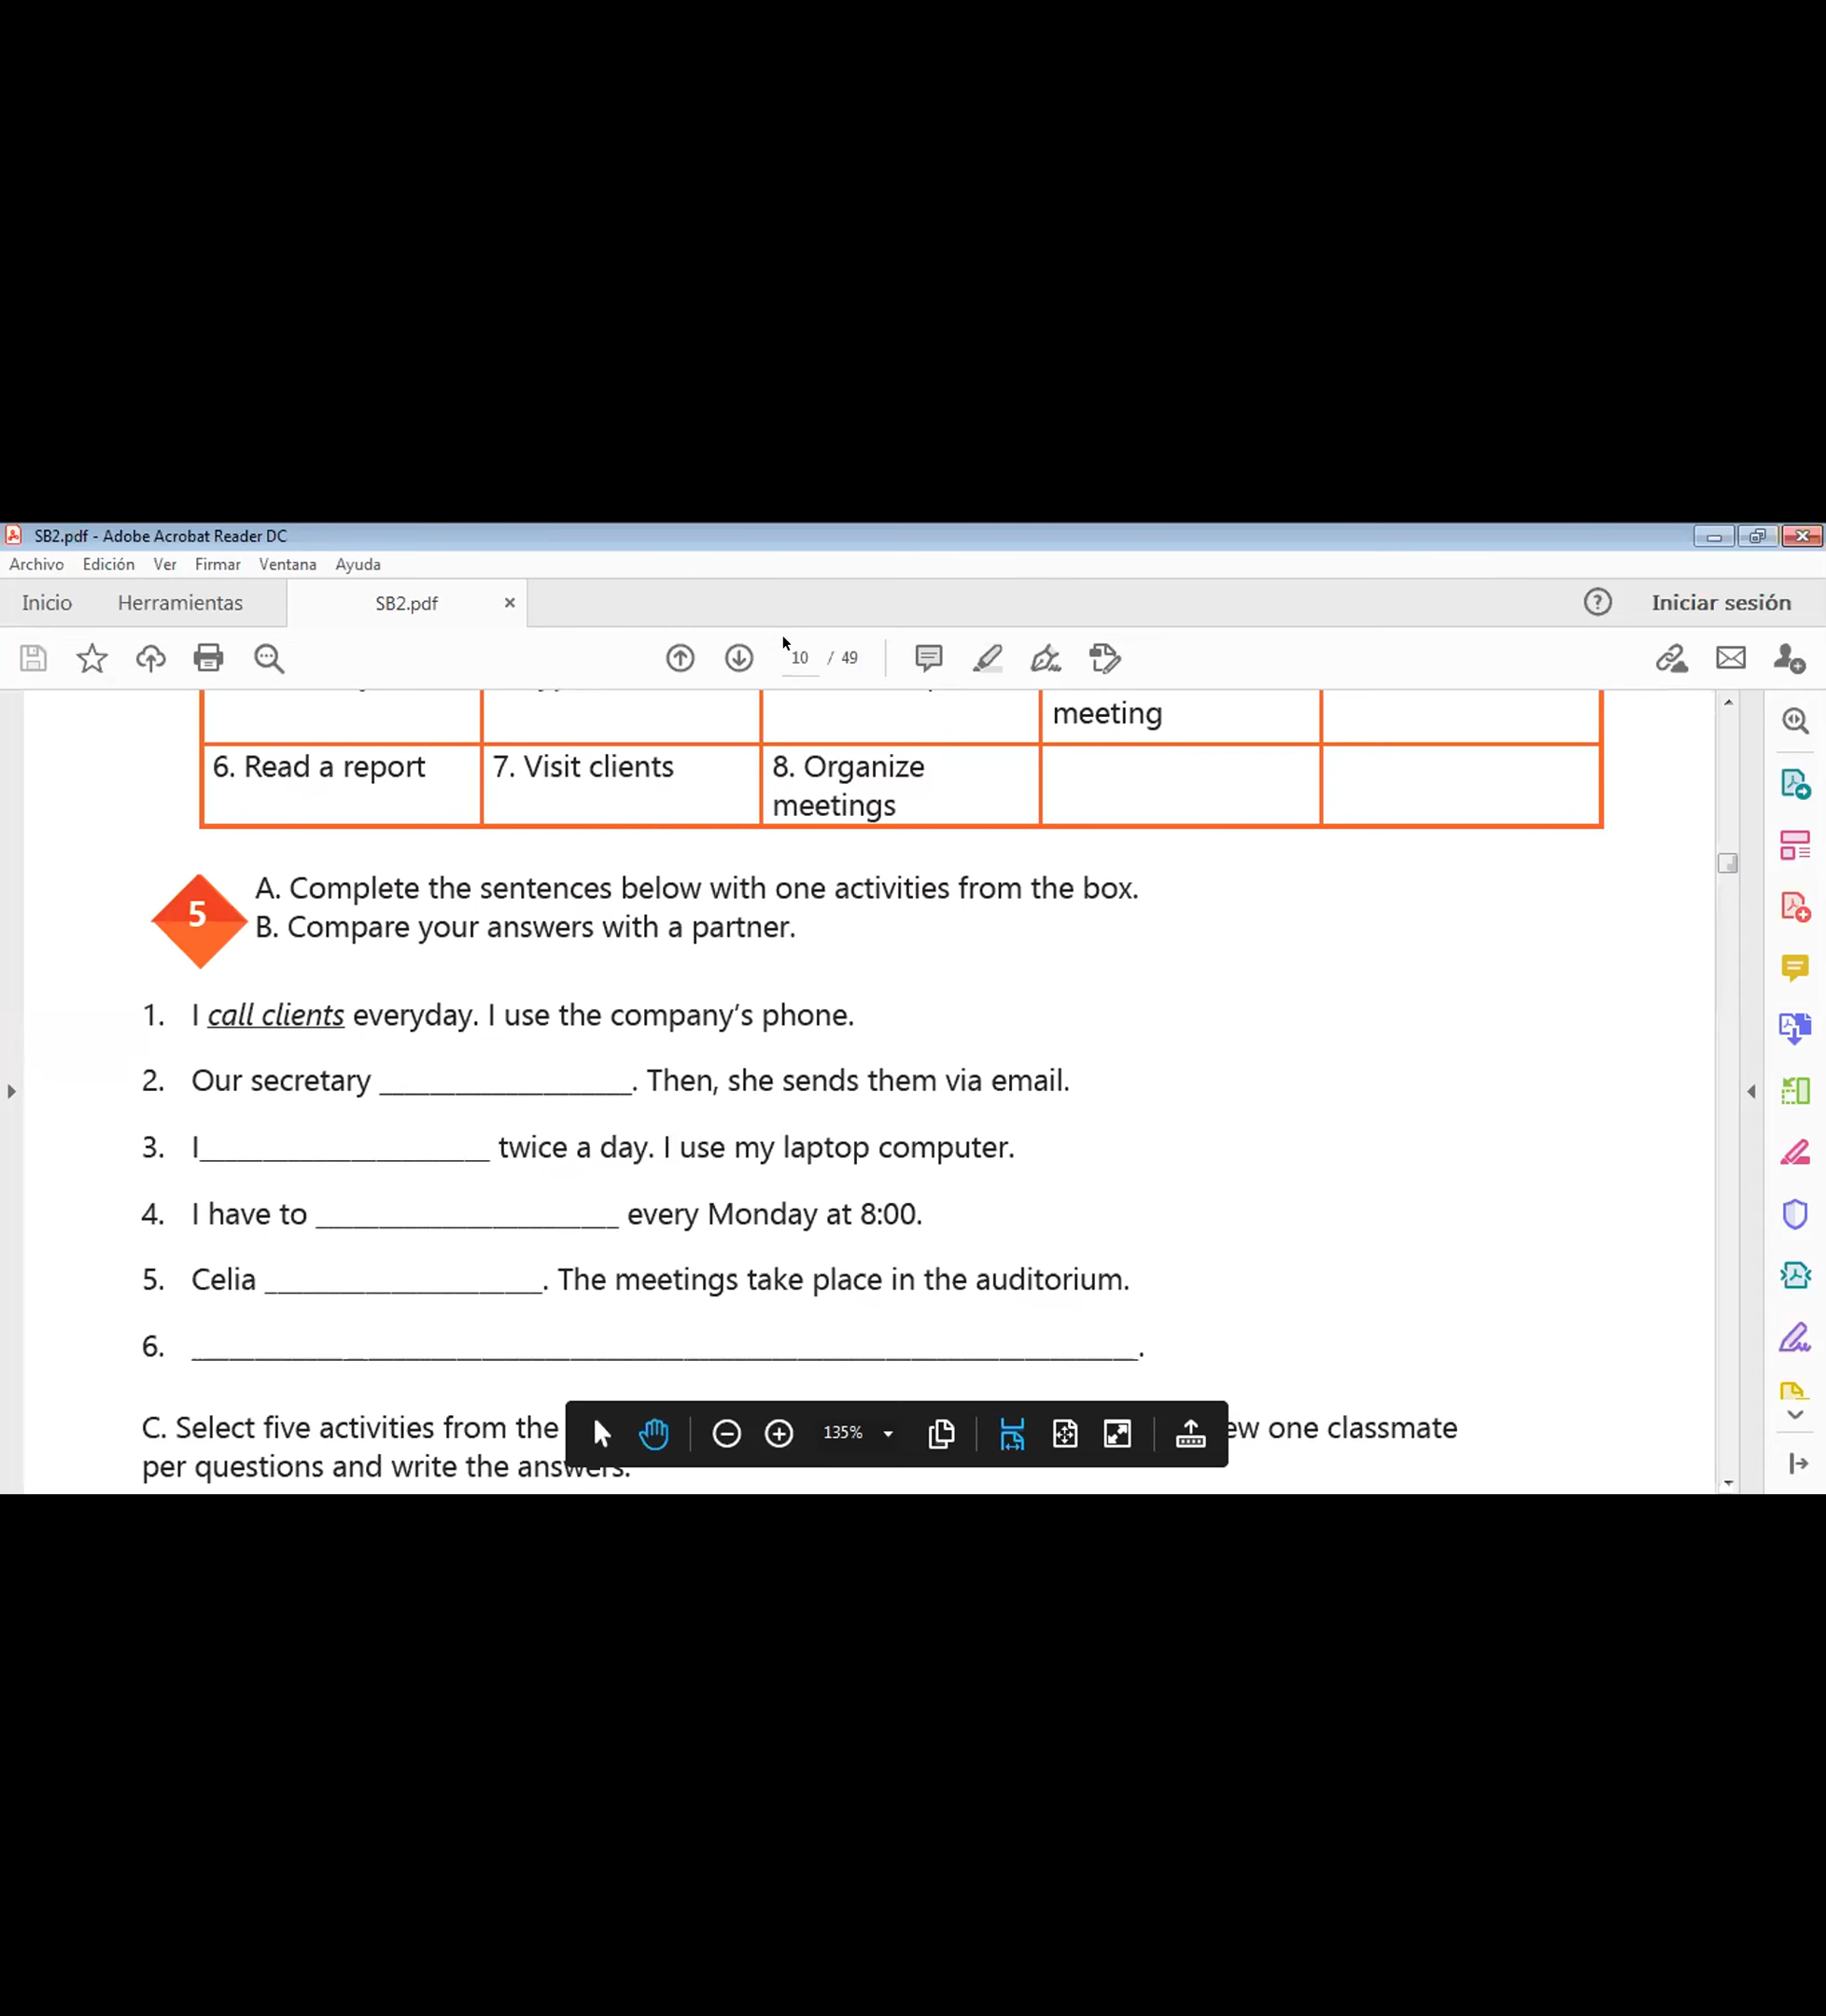 SB2.pdf - Adobe Acrobat Reader DC
Archivo Edición Ver Firmar Ventana Ayuda
Inicio Herramientas SB2.pdf × ? Iniciar sesión
10 / 49
meeting
6. Read a report 7. Visit clients 8. Organize
meetings
5
A. Complete the sentences below with one activities from the box.
B. Compare your answers with a partner.
1. I call clients everyday. I use the company's phone.
2. Our secretary ________________. Then, she sends them via email.
3. I__________________ twice a day. I use my laptop computer.
4. I have to ___________________ every Monday at 8:00.
5. Celia _________________. The meetings take place in the auditorium.
6. ____________________________________________________________.
C. Select five activities from the ew one classmate
135%
per questions and write the answers.